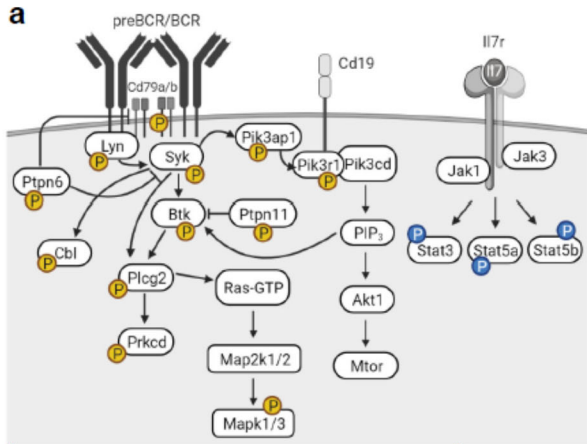 a
preBCR/BCR
Cd79a/b
Cd19
Il7r
Il7
P
Lyn
P
Syk
P
Pik3ap1
P
Pik3r1
P
Pik3cd
Jak1
Jak3
Ptpn6
P
Btk
P
Ptpn11
P
PIP3
P
Stat3
Stat5a
P
P
Stat5b
P
Cbl
P
Plcg2
Ras-GTP
Akt1
P
Prkcd
Map2k1/2
Mtor
P
Mapk1/3